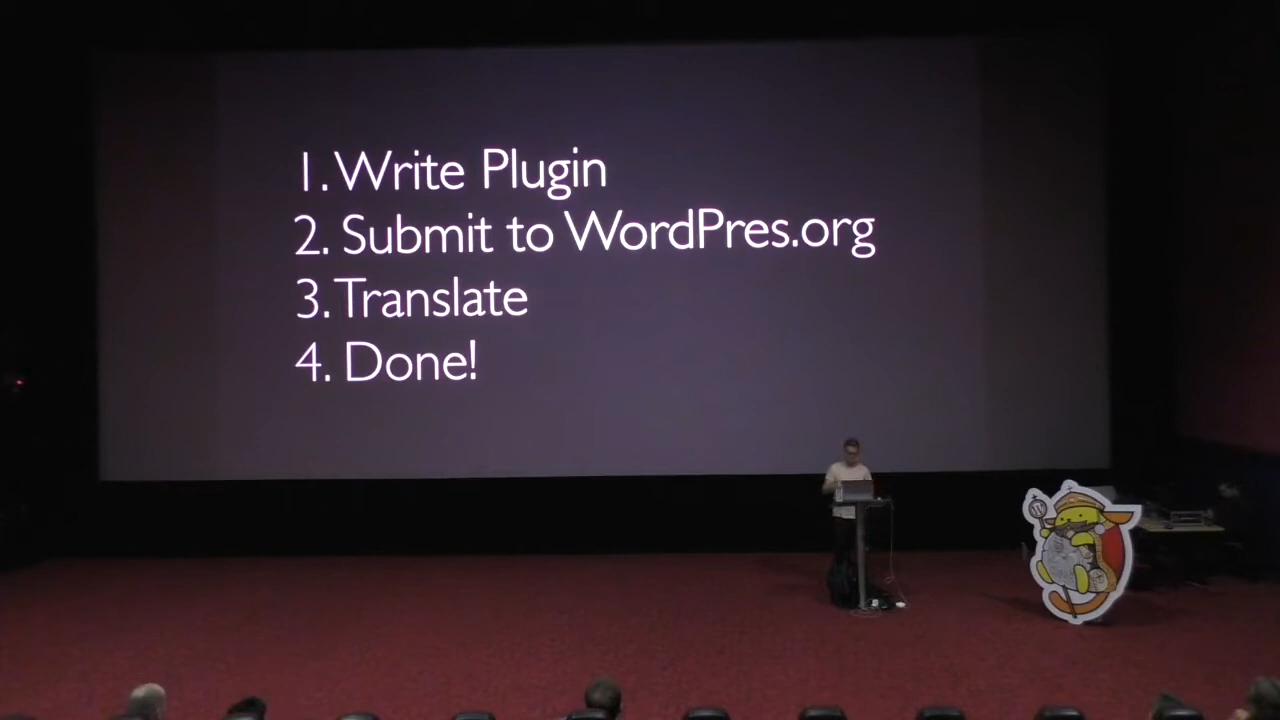 1. Write Plugin
2. Submit to WordPres.org
3. Translate
4. Done!